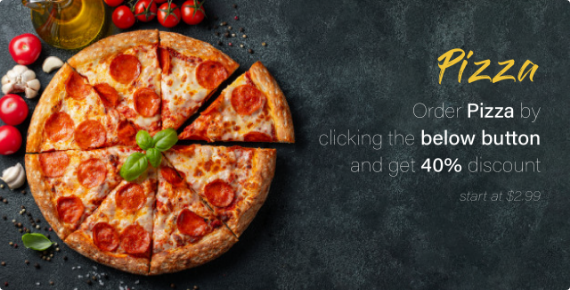 Pizza
Order Pizza by
clicking the below button
and get 40% discount
start at $2.99